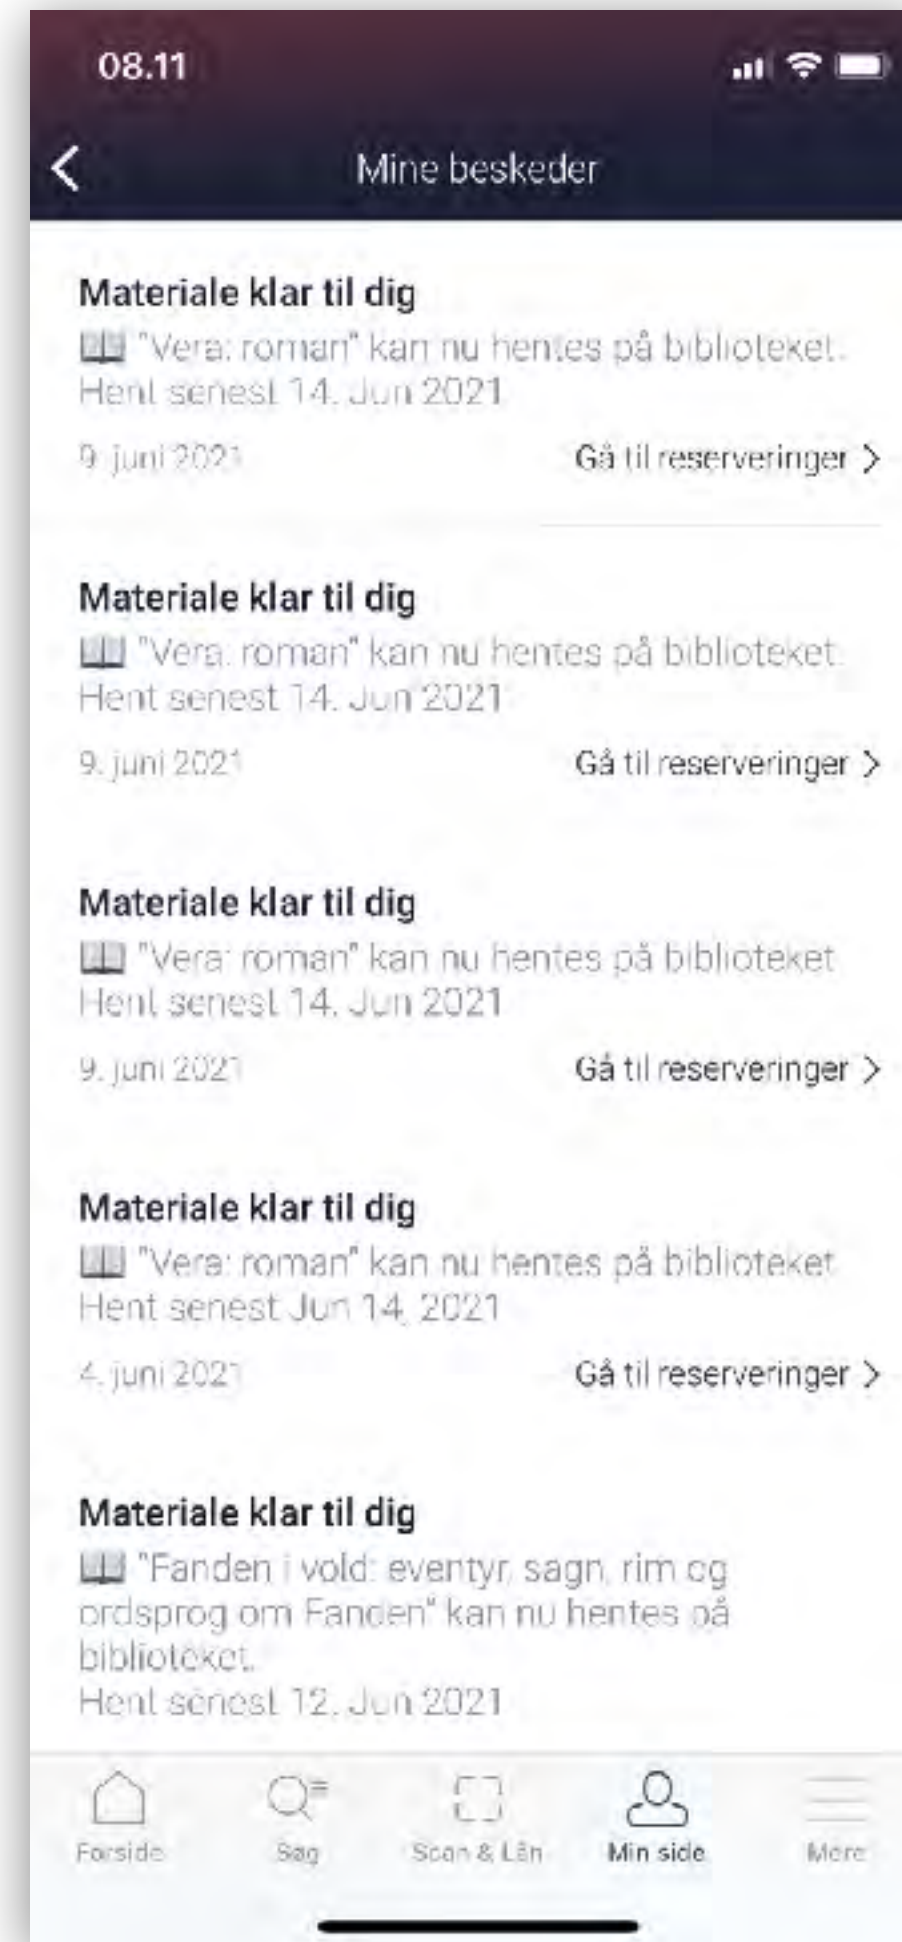 08.11
Mine beskeder
Materiale klar til dig
"Vera: roman" kan nu hentes på biblioteket.
Hent senest 14. Jun 2021
9. juni 2021 Gå til reserveringer >
Materiale klar til dig
"Vera: roman" kan nu hentes på biblioteket.
Hent senest 14. Jun 2021
9. juni 2021 Gå til reserveringer >
Materiale klar til dig
"Vera: roman" kan nu hentes på biblioteket
Hent senest 14. Jun 2021
9. juni 2021 Gå til reserveringer >
Materiale klar til dig
"Vera: roman" kan nu hentes på biblioteket
Hent senest Jun 14, 2021
4. juni 2021 Gå til reserveringer >
Materiale klar til dig
"Fanden i vold: eventyr, sagn, rim og
ordsprog om Fanden" kan nu hentes på
biblioteket.
Hent senest 12. Jun 2021
Forside Søg Scan & Lån Min side Mere